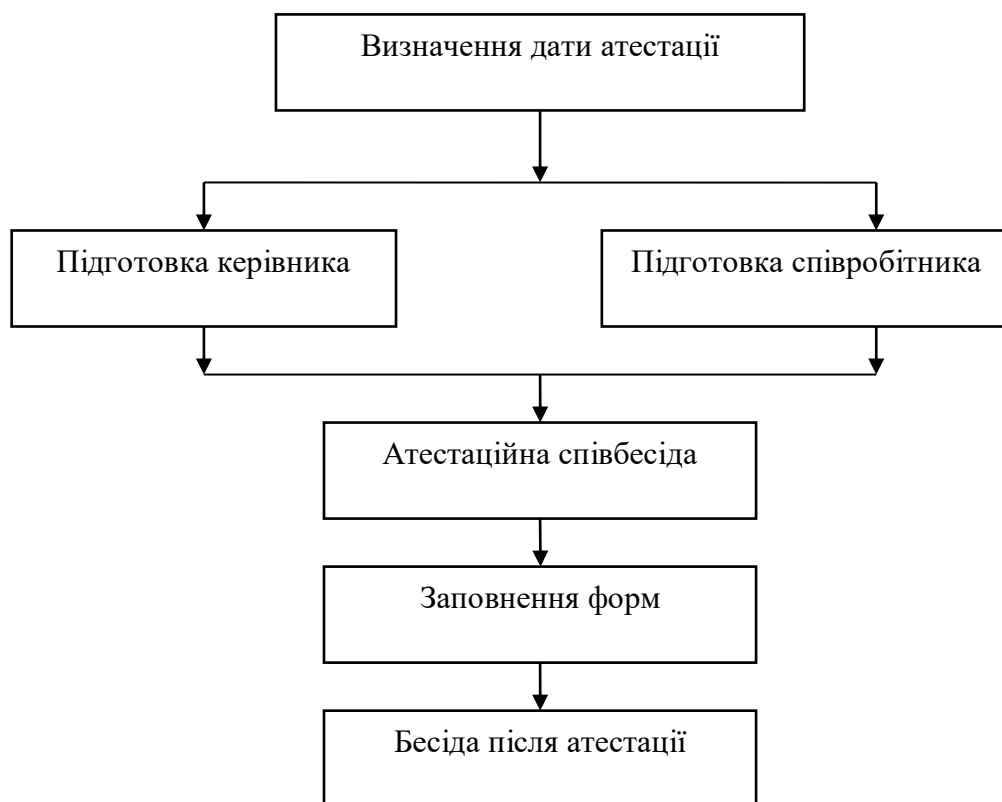 Визначення дати атестації
Підготовка керівника
Підготовка співробітника
Атестаційна співбесіда
Заповнення форм
Бесіда після атестації